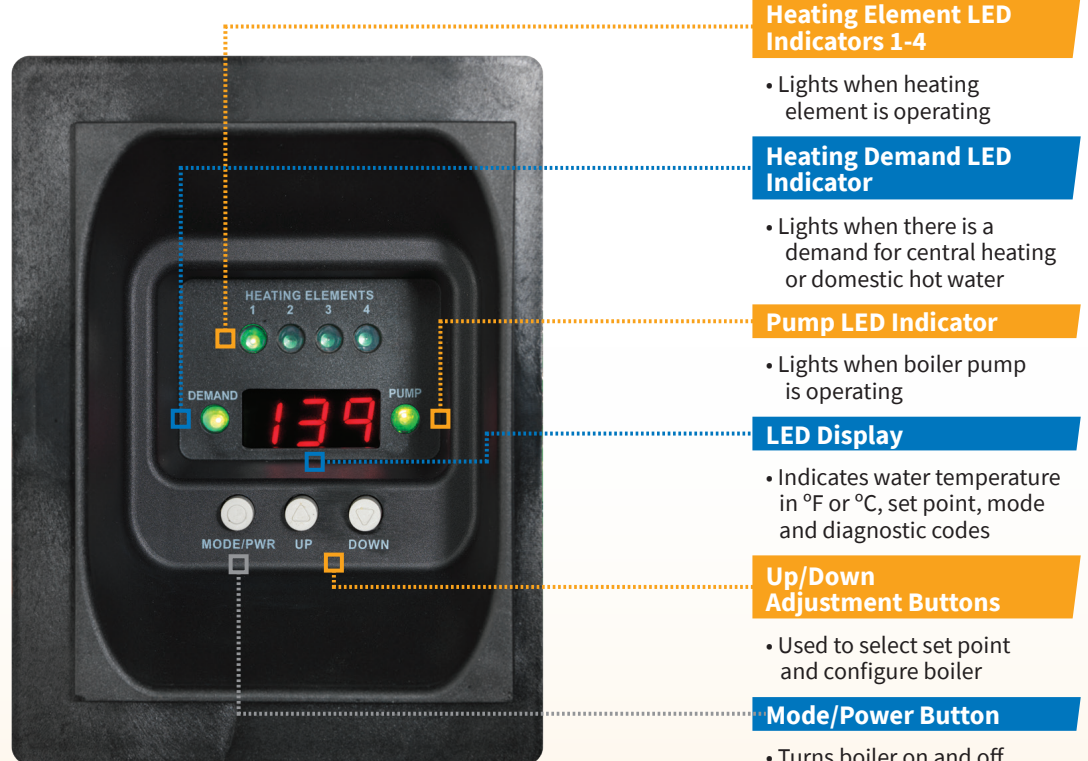 Heating Element LED
Indicators 1-4
• Lights when heating
element is operating
Heating Demand LED
Indicator
• Lights when there is a
demand for central heating
or domestic hot water
Pump LED Indicator
• Lights when boiler pump
is operating
LED Display
• Indicates water temperature
in ºF or ºC, set point, mode
and diagnostic codes
Up/Down
Adjustment Buttons
• Used to select set point
and configure boiler
Mode/Power Button
• Turns boiler on and off
HEATING ELEMENTS
1 2 3 4
DEMAND
139
PUMP
MODE/PWR UP DOWN